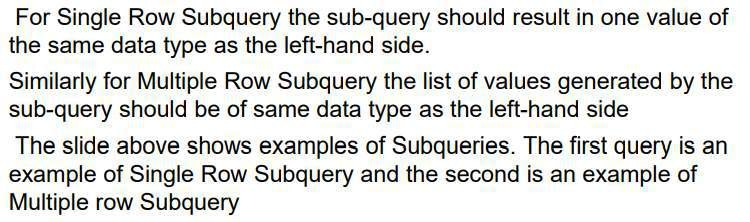 For Single Row Subquery the sub-query should result in one value of
the same data type as the left-hand side.
Similarly for Multiple Row Subquery the list of values generated by the
sub-query should be of same data type as the left-hand side
The slide above shows examples of Subqueries. The first query is an
example of Single Row Subquery and the second is an example of
Multiple row Subquery